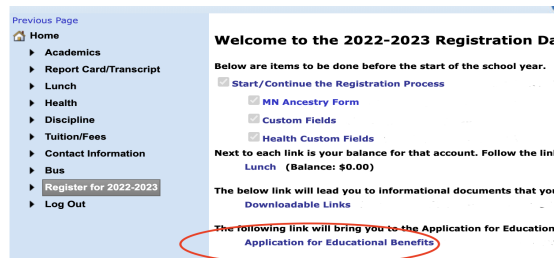 Previous Page
Home
Academics
Report Card/Transcript
Lunch
Health
Discipline
Tuition/Fees
Contact Information
Bus
Register for 2022-2023
Log Out
Welcome to the 2022-2023 Registration Da
Below are items to be done before the start of the school year.
Start/Continue the Registration Process
MN Ancestry Form
Custom Fields
Health Custom Fields
Next to each link is your balance for that account. Follow the lin
Lunch (Balance: $0.00)
The below link will lead you to informational documents that you
Downloadable Links
The following link will bring you to the Application for Education
Application for Educational Benefits